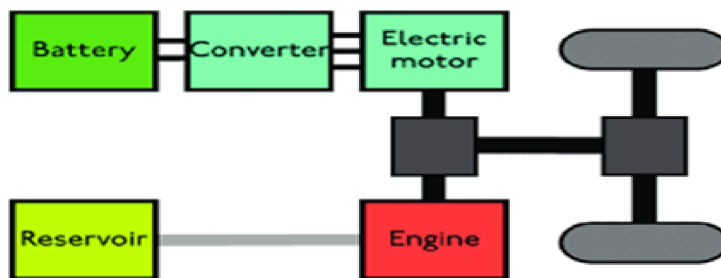 Battery
Converter
Electric
motor
Reservoir
Engine